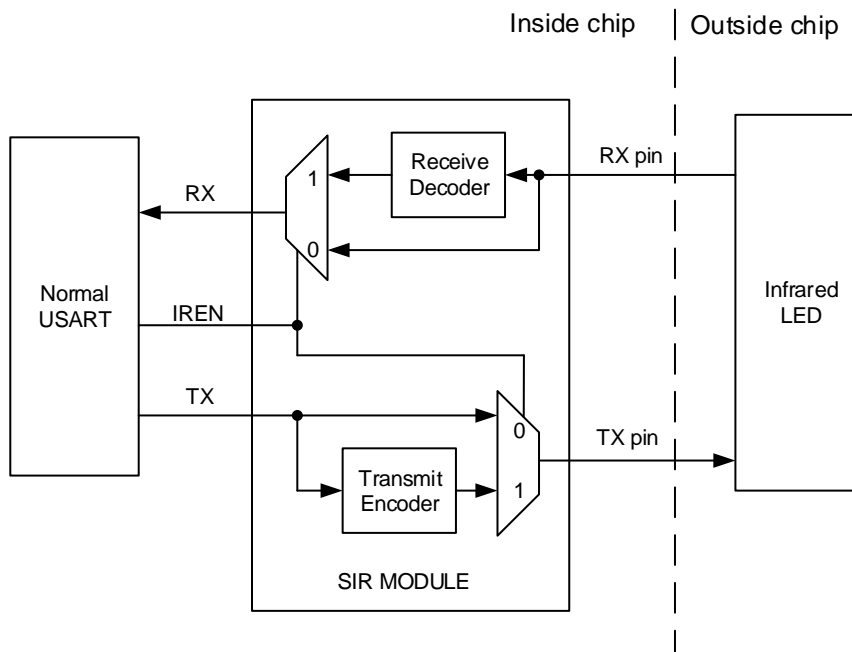 Inside chip
Outside chip
Receive
Decoder
RX pin
1
RX
0
Normal
USART
IREN
Infrared
LED
TX
0
TX pin
Transmit
Encoder
1
SIR MODULE